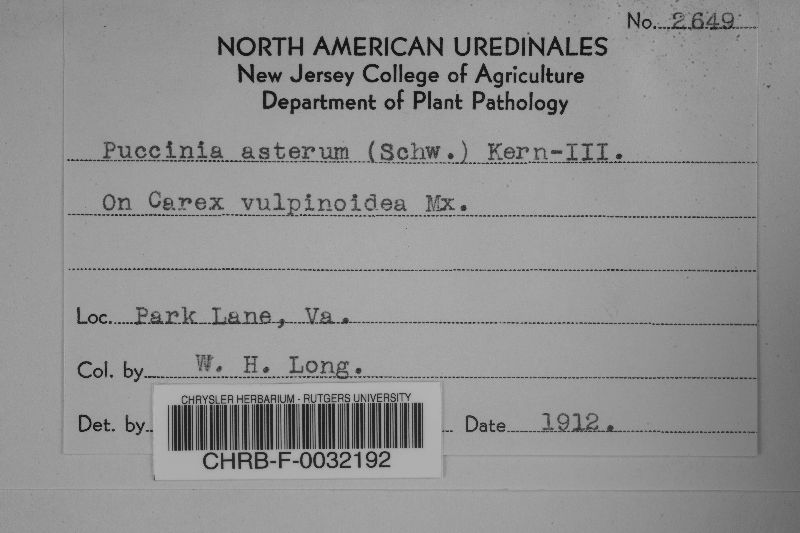 No. 2649
NORTH AMERICAN UREDINALES
New Jersey College of Agriculture
Department of Plant Pathology
Puccinia asterum (Schw.) Kern-III.
On Carex vulpinoidea Mx.
Loc. Park Lane, Va.
Col. by W. H. Long.
Det. by Date 1912.
CHRYSLER HERBARIUM - RUTGERS UNIVERSITY
CHRB-F-0032192